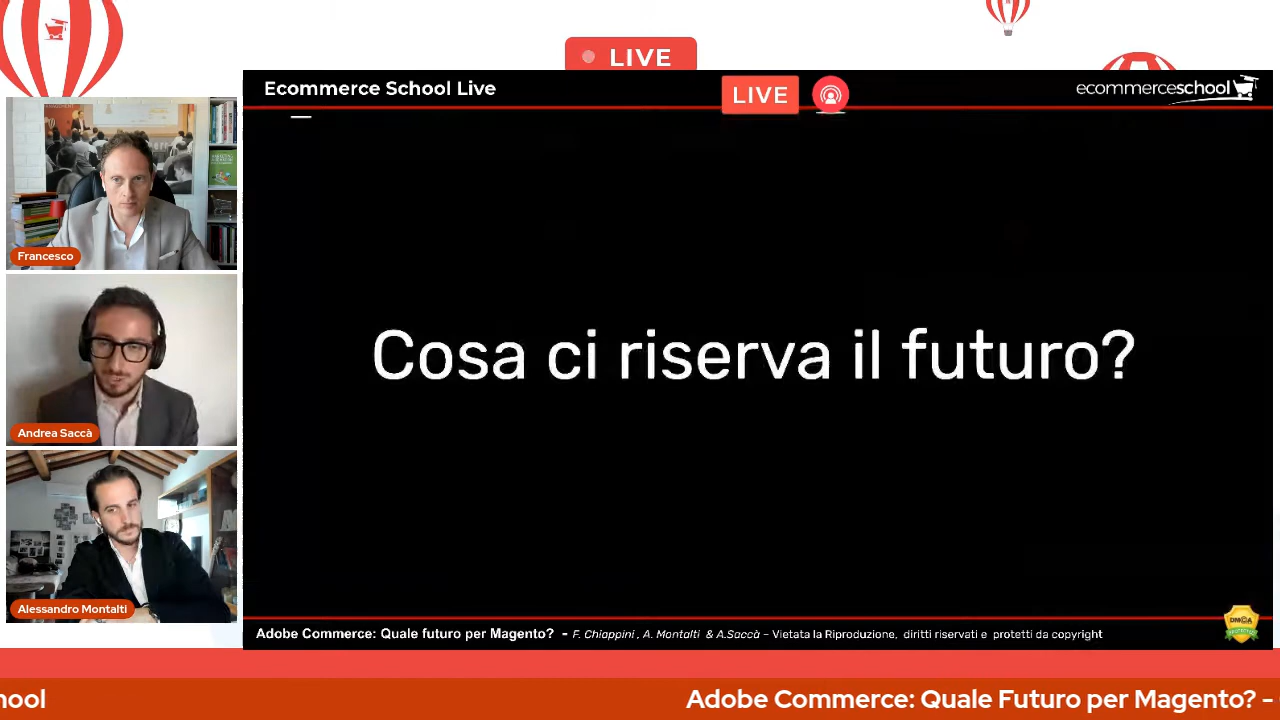 LIVE
Ecommerce School Live
LIVE
ecommerceschool
Francesco
Andrea Saccà
Alessandro Montalti
Cosa ci riserva il futuro?
Adobe Commerce: Quale futuro per Magento? - F. Chiappini , A. Montalti & A.Saccà – Vietata la Riproduzione, diritti riservati e protetti da copyright
DMCA
PROTECTED
hool
Adobe Commerce: Quale Futuro per Magento? -